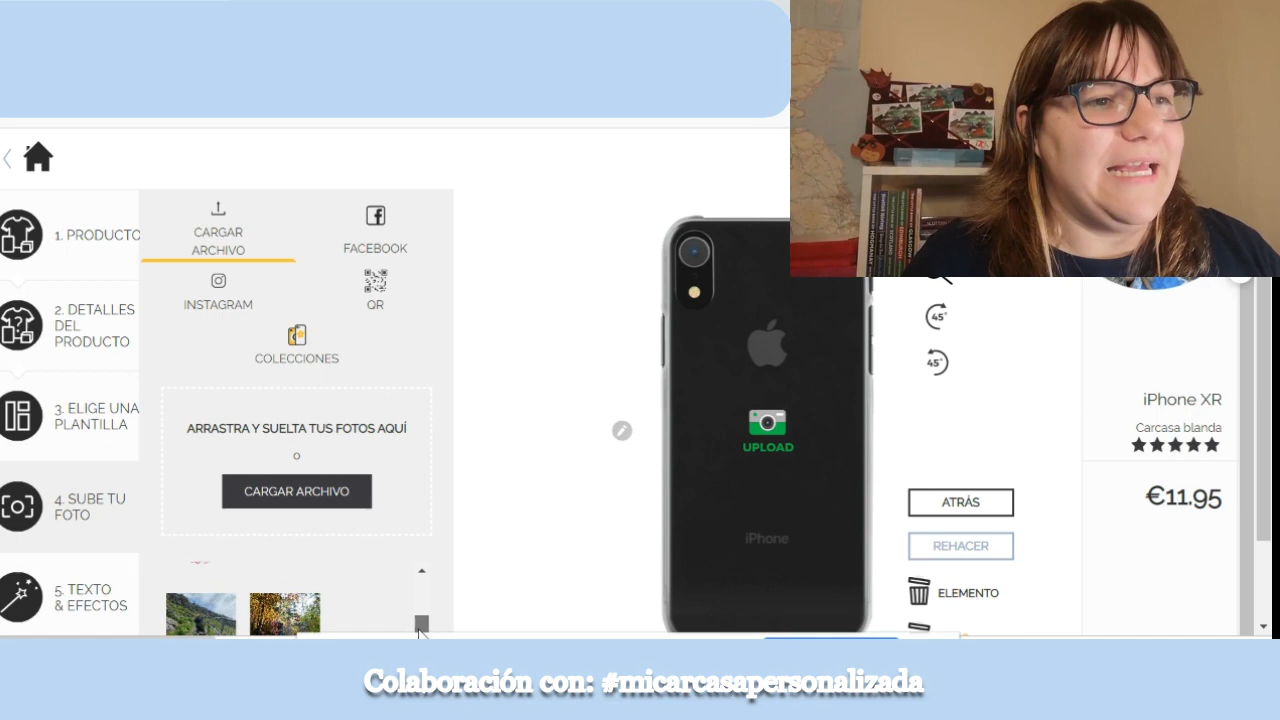 1. PRODUCTO
2. DETALLES
DEL
PRODUCTO
3. ELIGE UNA
PLANTILLA
4. SUBE TU
FOTO
5. TEXTO
& EFECTOS
CARGAR
ARCHIVO
FACEBOOK
INSTAGRAM
QR
COLECCIONES
ARRASTRA Y SUELTA TUS FOTOS AQUÍ
o
CARGAR ARCHIVO
UPLOAD
iPhone
45°
45°
ATRÁS
REHACER
ELEMENTO
iPhone XR
Carcasa blanda
€11.95
Colaboración con: #micarcasapersonalizada